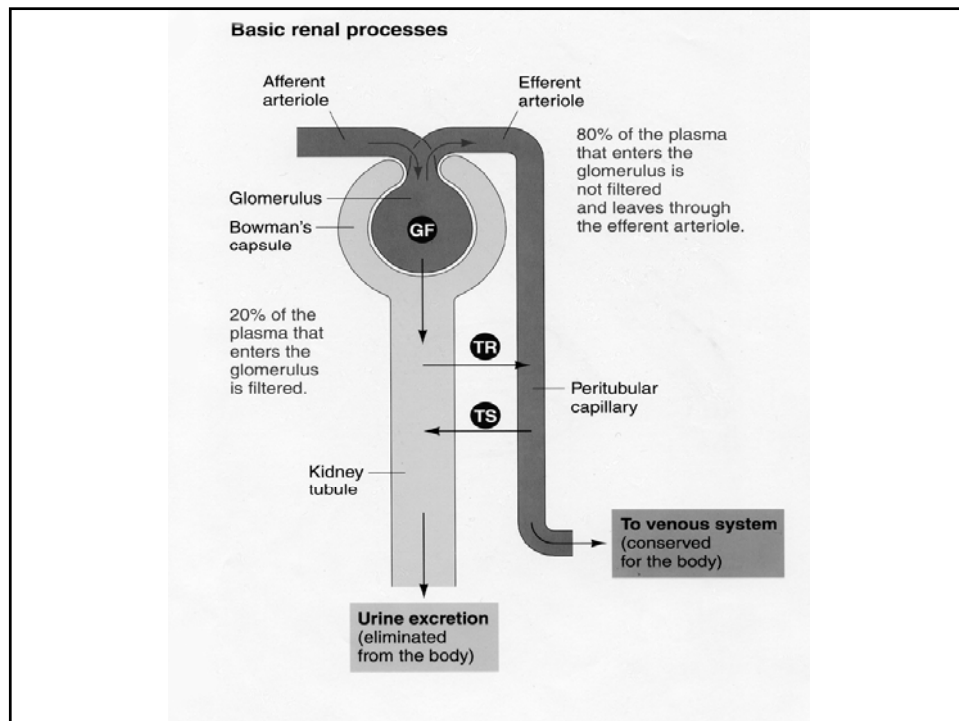 Basic renal processes
Afferent
arteriole
Efferent
arteriole
80% of the plasma
that enters the
glomerulus is
not filtered
and leaves through
the efferent arteriole.
Glomerulus
Bowman's
capsule
GF
20% of the
plasma that
enters the
glomerulus
is filtered.
TR
Peritubular
capillary
TS
Kidney
tubule
To venous system
(conserved
for the body)
Urine excretion
(eliminated
from the body)